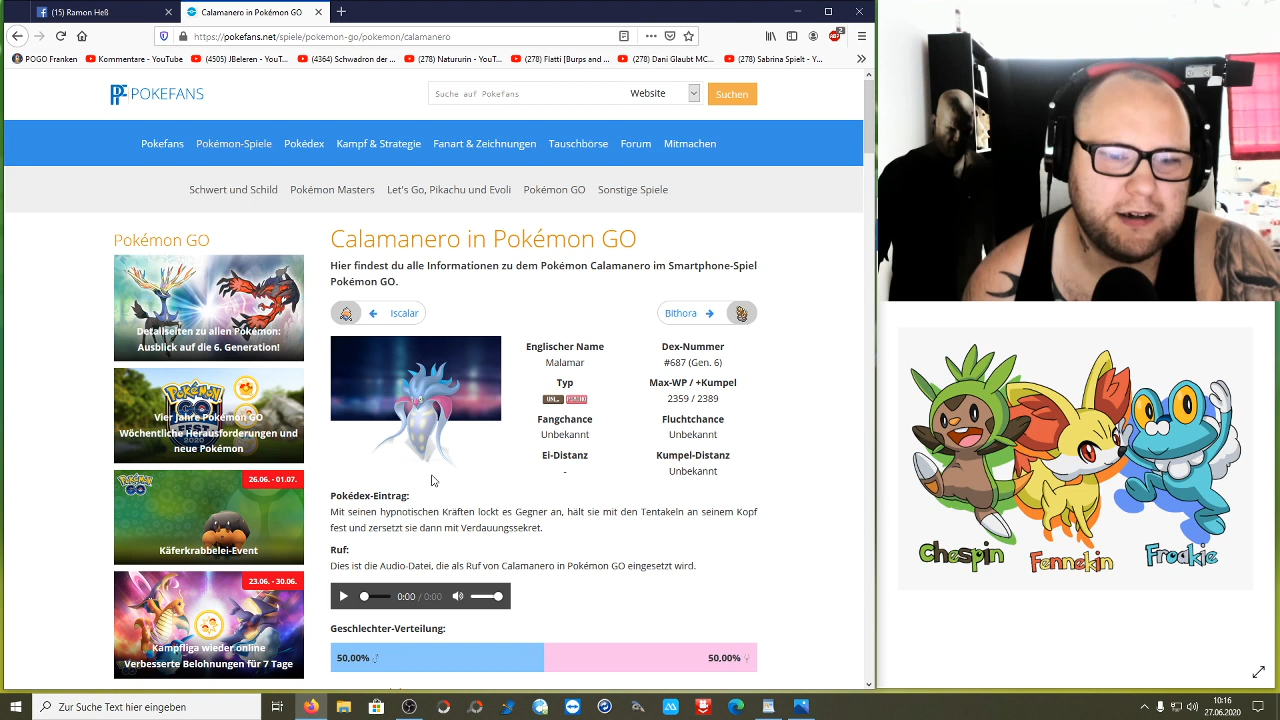 (15) Ramon Heß
Calamanero in Pokémon GO
https://pokefans.net/spiele/pokemon-go/pokemon/calamanero
POGO Franken
Kommentare - YouTube
(4505) JBeleren - YouT...
(4364) Schwadron der ...
(278) Natururin - YouT...
(278) Flatti [Burps and ...
(278) Dani Glaubt MC...
(278) Sabrina Spielt - Y...
POKEFANS
Suche auf Pokefans
Website
Suchen
Pokefans
Pokémon-Spiele
Pokédex
Kampf & Strategie
Fanart & Zeichnungen
Tauschbörse
Forum
Mitmachen
Schwert und Schild
Pokémon Masters
Let's Go, Pikachu und Evoli
Pokémon GO
Sonstige Spiele
Pokémon GO
Detailseiten zu allen Pokémon:
Ausblick auf die 6. Generation!
Vier Jahre Pokémon GO
Wöchentliche Herausforderungen und
neue Pokémon
26.06. - 01.07.
Käferkrabbelei-Event
23.06. - 30.06.
Kampfliga wieder online
Verbesserte Belohnungen für 7 Tage
Calamanero in Pokémon GO
Hier findest du alle Informationen zu dem Pokémon Calamanero im Smartphone-Spiel
Pokémon GO.
Iscalar
Bithora
Englischer Name
Malamar
Dex-Nummer
#687 (Gen. 6)
Typ
Max-WP / +Kumpel
2359 / 2389
Fangchance
Unbekannt
Fluchtchance
Unbekannt
Ei-Distanz
-
Kumpel-Distanz
Unbekannt
Pokédex-Eintrag:
Mit seinen hypnotischen Kräften lockt es Gegner an, hält sie mit den Tentakeln an seinem Kopf
fest und zersetzt sie dann mit Verdauungssekret.
Ruf:
Dies ist die Audio-Datei, die als Ruf von Calamanero in Pokémon GO eingesetzt wird.
0:00 / 0:00
Geschlechter-Verteilung:
50,00% ♂
50,00% ♀
Chespin
Fennekin
Froakie
Zur Suche Text hier eingeben
10:16
27.06.2020